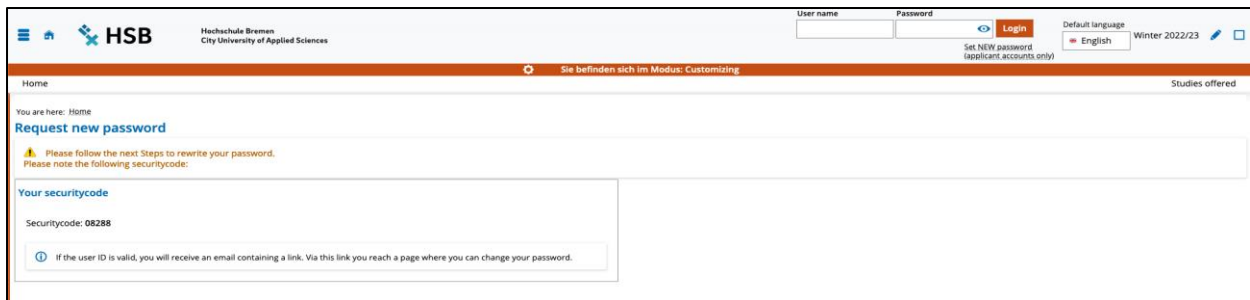 User name
Password
HSB
Hochschule Bremen
City University of Applied Sciences
Login
Set NEW password
(applicant accounts only)
Default language
English
Winter 2022/23
Sie befinden sich im Modus: Customizing
Home
Studies offered
You are here: Home
Request new password
Please follow the next Steps to rewrite your password.
Please note the following securitycode:
Your securitycode
Securitycode: 08288
If the user ID is valid, you will receive an email containing a link. Via this link you reach a page where you can change your password.